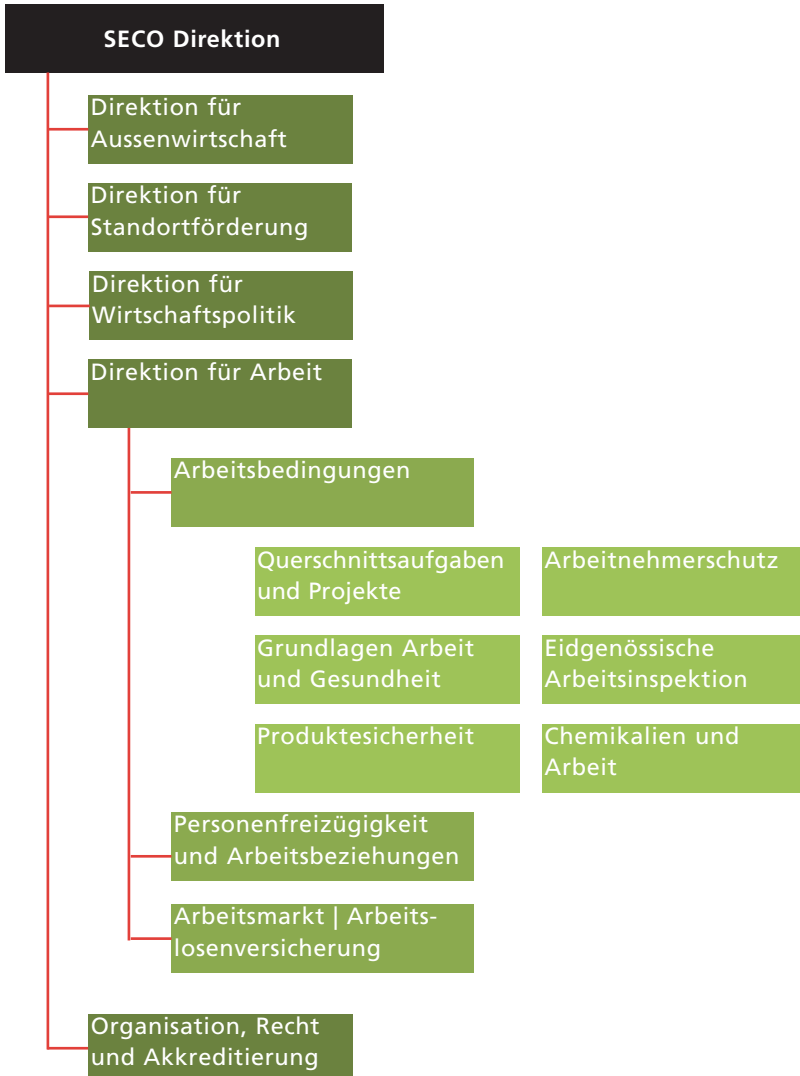 SECO Direktion
Direktion für
Aussenwirtschaft
Direktion für
Standortförderung
Direktion für
Wirtschaftspolitik
Direktion für Arbeit
Arbeitsbedingungen
Querschnittsaufgaben
und Projekte
Arbeitnehmerschutz
Grundlagen Arbeit
und Gesundheit
Eidgenössische
Arbeitsinspektion
Produktesicherheit
Chemikalien und
Arbeit
Personenfreizügigkeit
und Arbeitsbeziehungen
Arbeitsmarkt | Arbeits-
losenversicherung
Organisation, Recht
und Akkreditierung